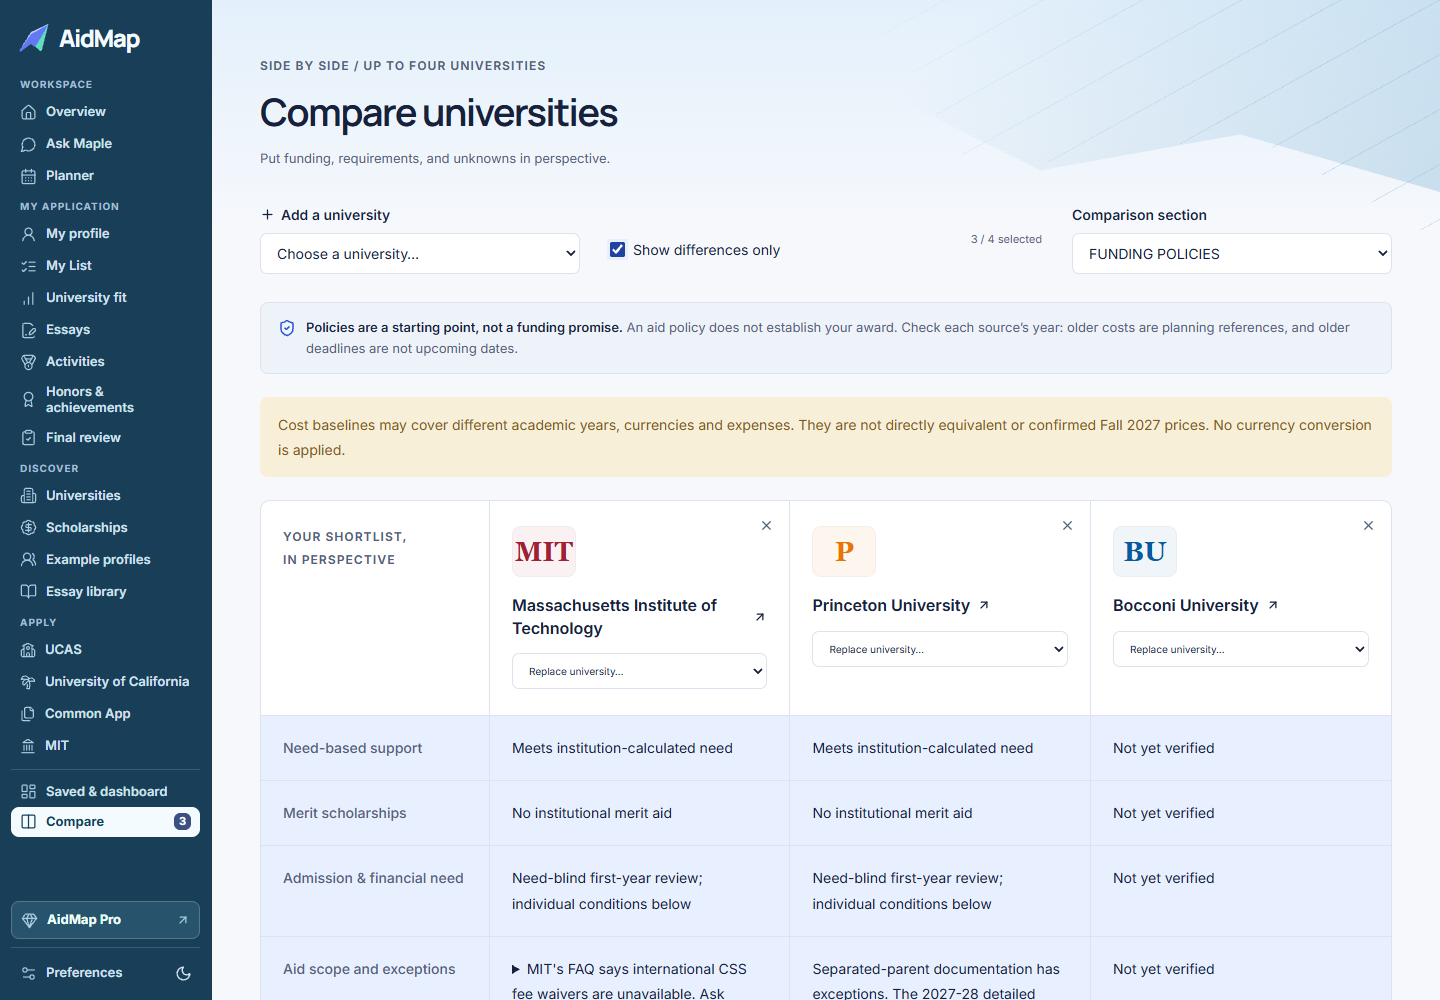 AidMap
WORKSPACE
Overview
Ask Maple
Planner
MY APPLICATION
My profile
My List
University fit
Essays
Activities
Honors &
achievements
Final review
DISCOVER
Universities
Scholarships
Example profiles
Essay library
APPLY
UCAS
University of California
Common App
MIT
Saved & dashboard
Compare
3
AidMap Pro
Preferences
SIDE BY SIDE / UP TO FOUR UNIVERSITIES
Compare universities
Put funding, requirements, and unknowns in perspective.
Add a university
Choose a university...
Show differences only
3 / 4 selected
Comparison section
FUNDING POLICIES
Policies are a starting point, not a funding promise. An aid policy does not establish your award. Check each source's year: older costs are planning references, and older
deadlines are not upcoming dates.
Cost baselines may cover different academic years, currencies and expenses. They are not directly equivalent or confirmed Fall 2027 prices. No currency conversion
is applied.
YOUR SHORTLIST,
IN PERSPECTIVE
MIT
Massachusetts Institute of
Technology
Replace university...
P
Princeton University
Replace university...
BU
Bocconi University
Replace university...
Need-based support
Meets institution-calculated need
Meets institution-calculated need
Not yet verified
Merit scholarships
No institutional merit aid
No institutional merit aid
Not yet verified
Admission & financial need
Need-blind first-year review;
individual conditions below
Need-blind first-year review;
individual conditions below
Not yet verified
Aid scope and exceptions
MIT's FAQ says international CSS
fee waivers are unavailable. Ask
Separated-parent documentation has
exceptions. The 2027-28 detailed
Not yet verified